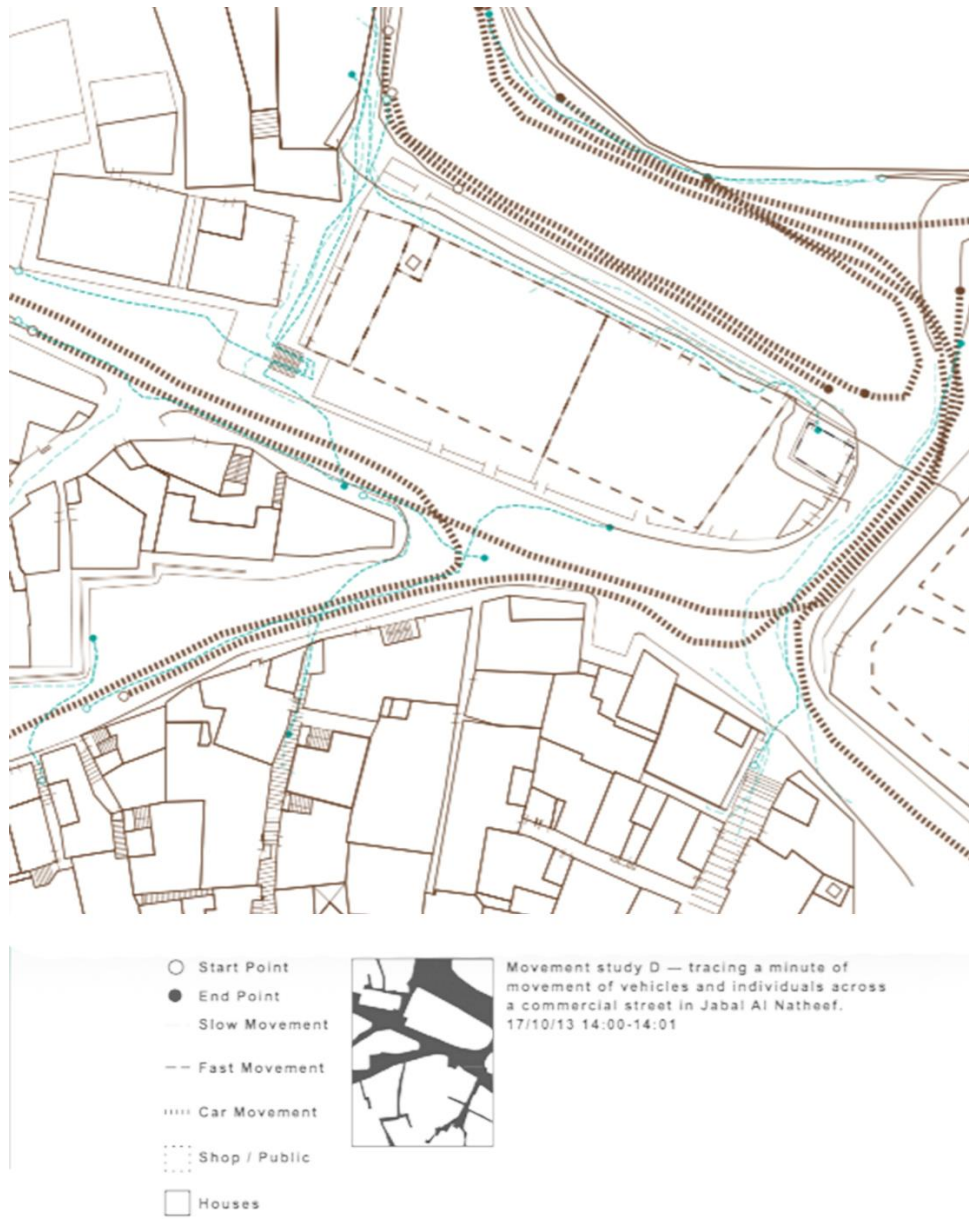 Start Point
End Point
Slow Movement
Fast Movement
Car Movement
Shop / Public
Houses
Movement study D — tracing a minute of
movement of vehicles and individuals across
a commercial street in Jabal Al Natheef.
17/10/13 14:00-14:01